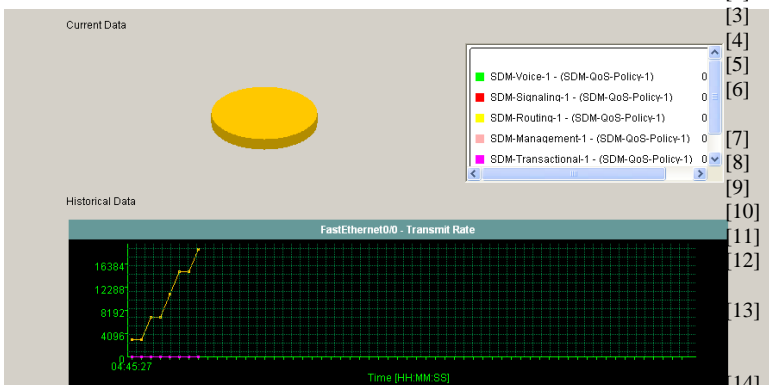 Current Data
SDM-Voice-1 - (SDM-QoS-Policy-1) 0
SDM-Signaling-1 - (SDM-QoS-Policy-1) 0
SDM-Routing-1 - (SDM-QoS-Policy-1) 0
SDM-Management-1 - (SDM-QoS-Policy-1) 0
SDM-Transactional-1 - (SDM-QoS-Policy-1) 0
Historical Data
FastEthernet0/0 - Transmit Rate
16384
12288
8192
4096
0
04:45:27
Time [HH:MM:SS]
[3]
[4]
[5]
[6]
[7]
[8]
[9]
[10]
[11]
[12]
[13]
[14]